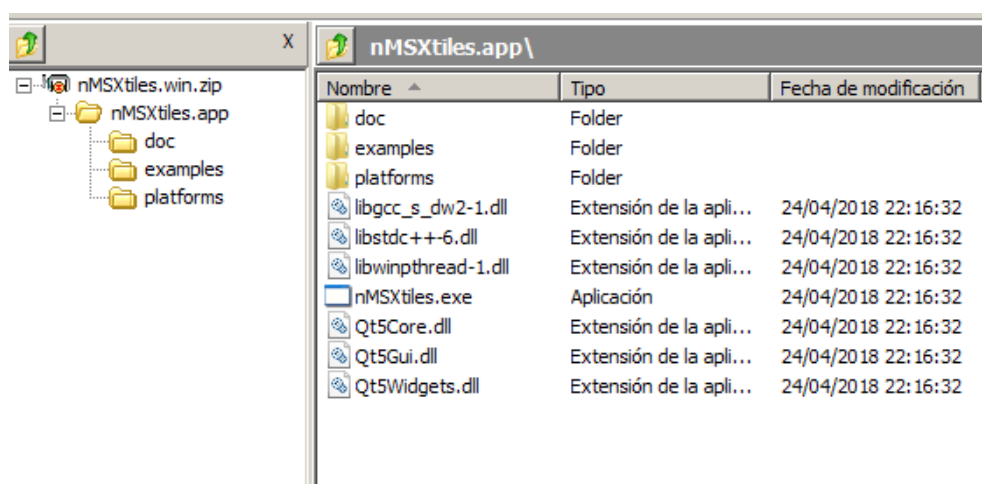 X
nMSXtiles.app\
nMSXtiles.win.zip
nMSXtiles.app
doc
examples
platforms
Nombre Tipo Fecha de modificación
doc Folder
examples Folder
platforms Folder
libgcc_s_dw2-1.dll Extensión de la apli... 24/04/2018 22:16:32
libstdc++-6.dll Extensión de la apli... 24/04/2018 22:16:32
libwinpthread-1.dll Extensión de la apli... 24/04/2018 22:16:32
nMSXtiles.exe Aplicación 24/04/2018 22:16:32
Qt5Core.dll Extensión de la apli... 24/04/2018 22:16:32
Qt5Gui.dll Extensión de la apli... 24/04/2018 22:16:32
Qt5Widgets.dll Extensión de la apli... 24/04/2018 22:16:32